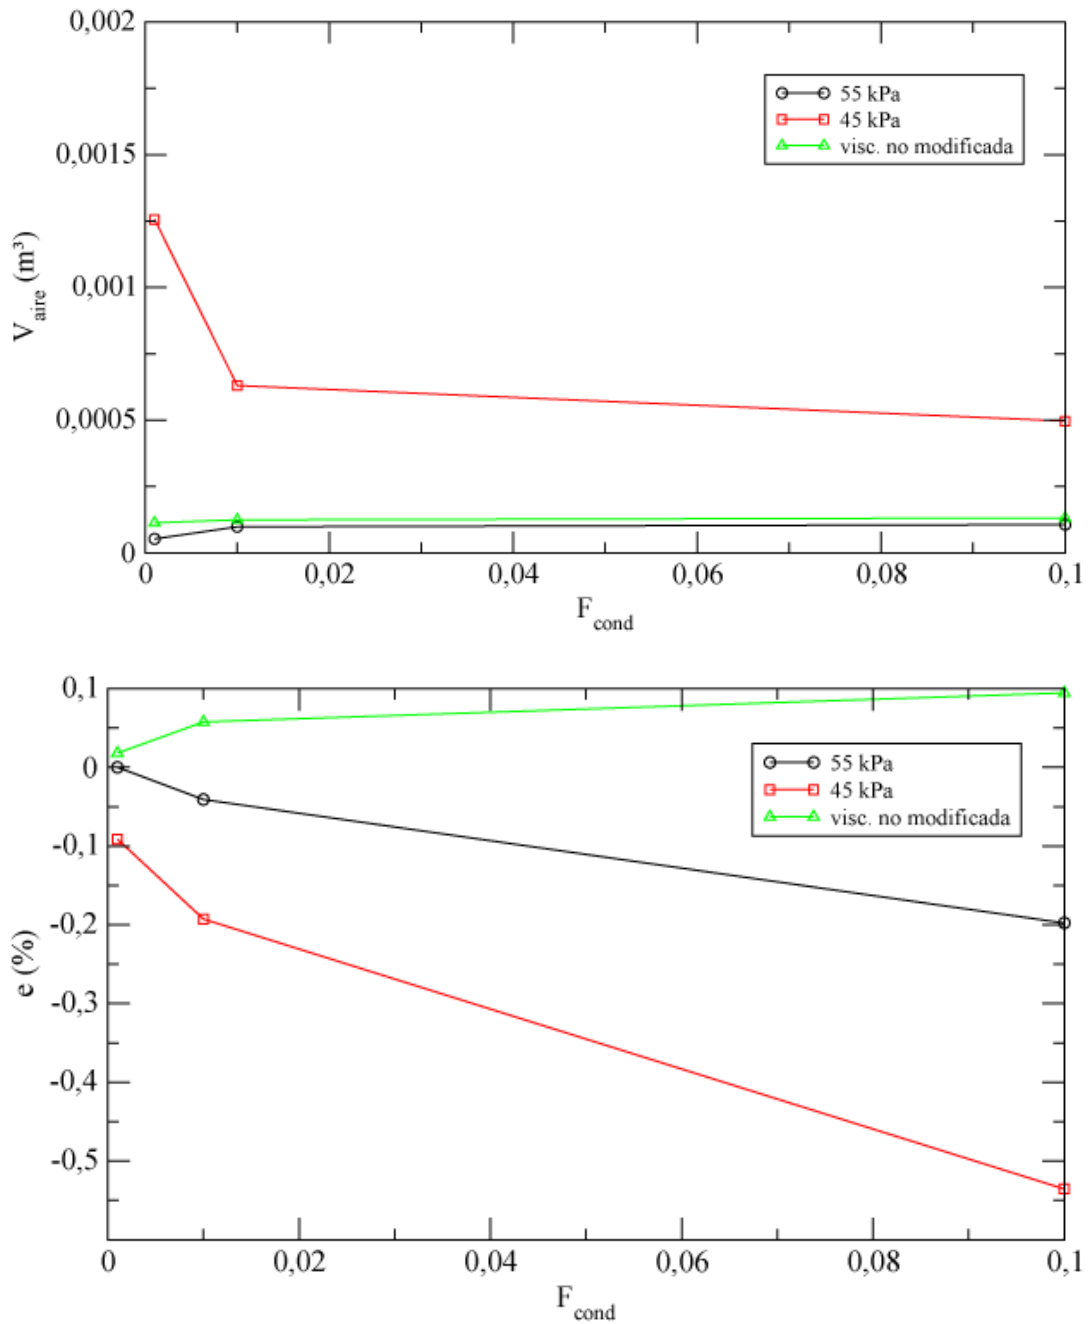 0,002
0,0015
0,001
0,0005
0
V_aire (m³)
55 kPa
45 kPa
visc. no modificada
0 0,02 0,04 0,06 0,08 0,1
F_cond
0,1
0
-0,1
-0,2
-0,3
-0,4
-0,5
e (%)
55 kPa
45 kPa
visc. no modificada
0 0,02 0,04 0,06 0,08 0,1
F_cond